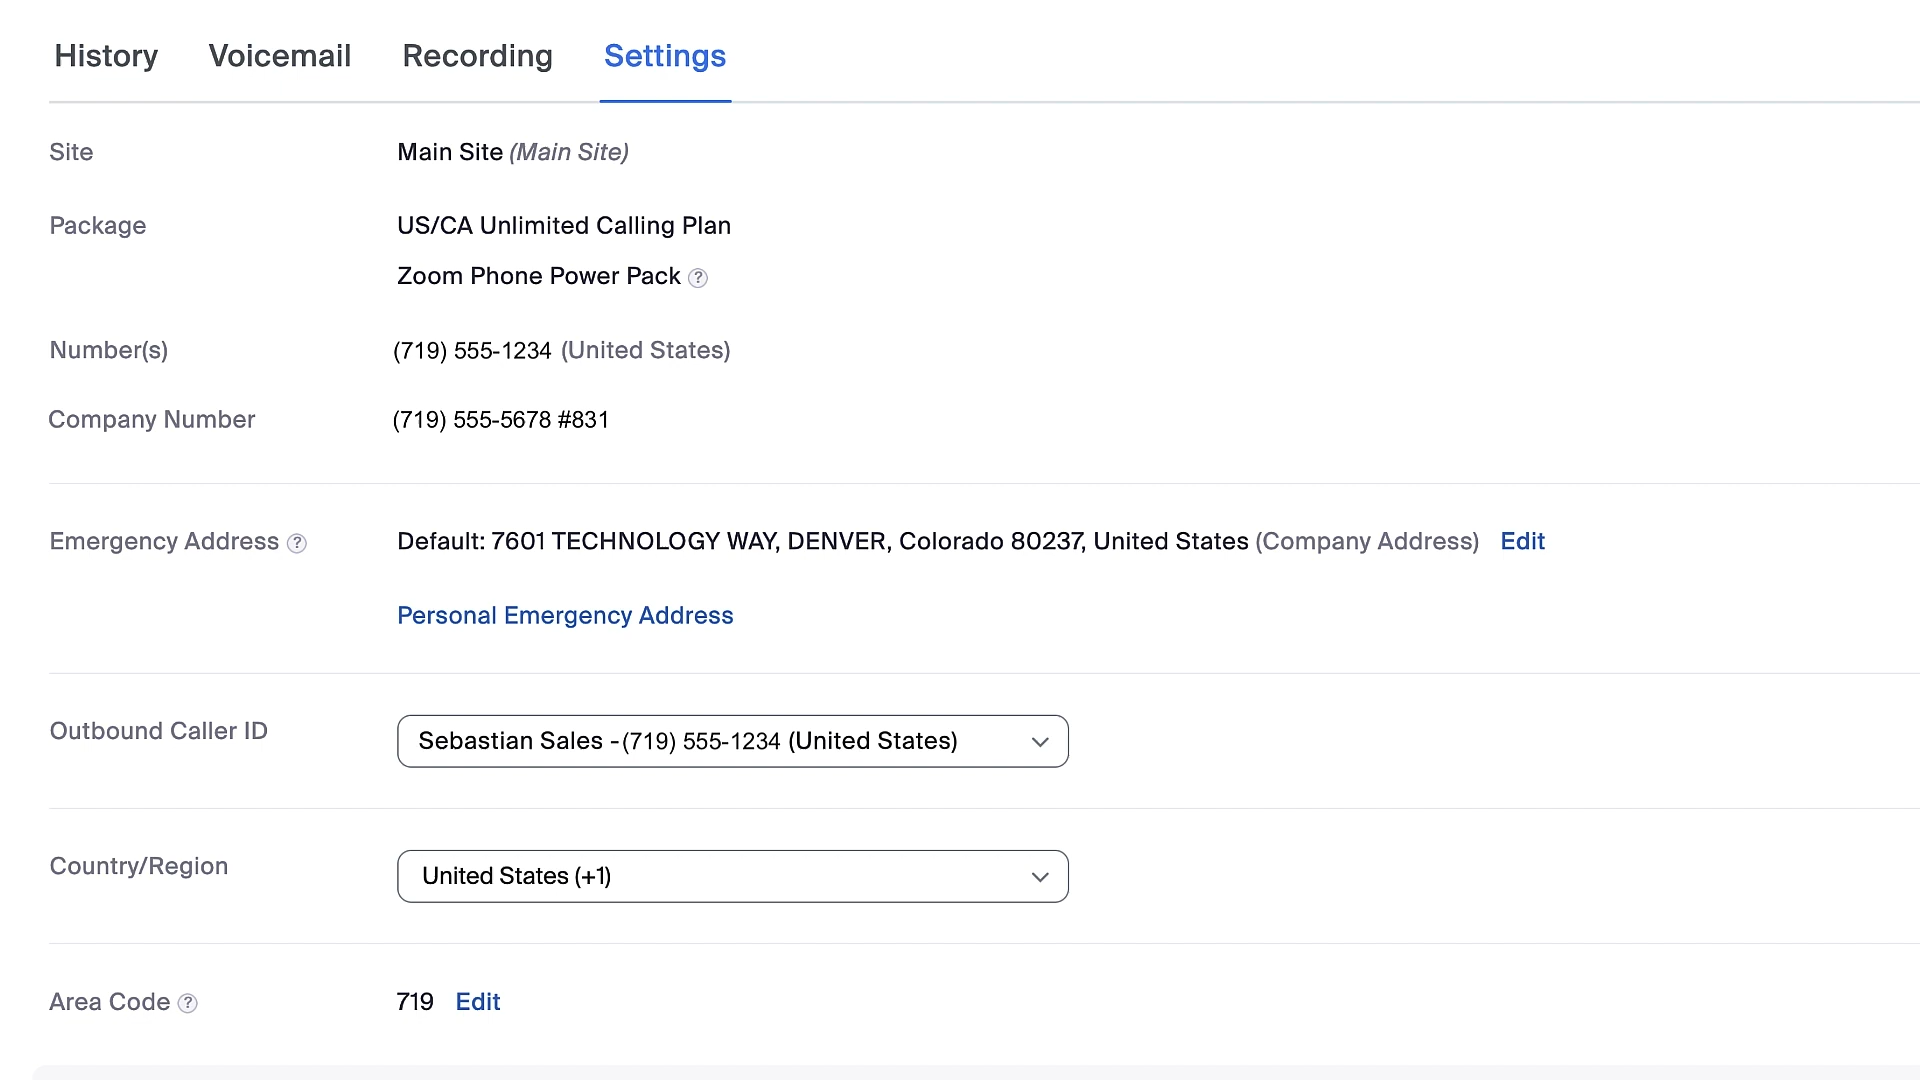 History Voicemail Recording Settings
Site Main Site (Main Site)
Package US/CA Unlimited Calling Plan
Zoom Phone Power Pack ?
Number(s) (719) 555-1234 (United States)
Company Number (719) 555-5678 #831
Emergency Address ? Default: 7601 TECHNOLOGY WAY, DENVER, Colorado 80237, United States (Company Address) Edit
Personal Emergency Address
Outbound Caller ID Sebastian Sales -(719) 555-1234 (United States)
Country/Region United States (+1)
Area Code ? 719 Edit